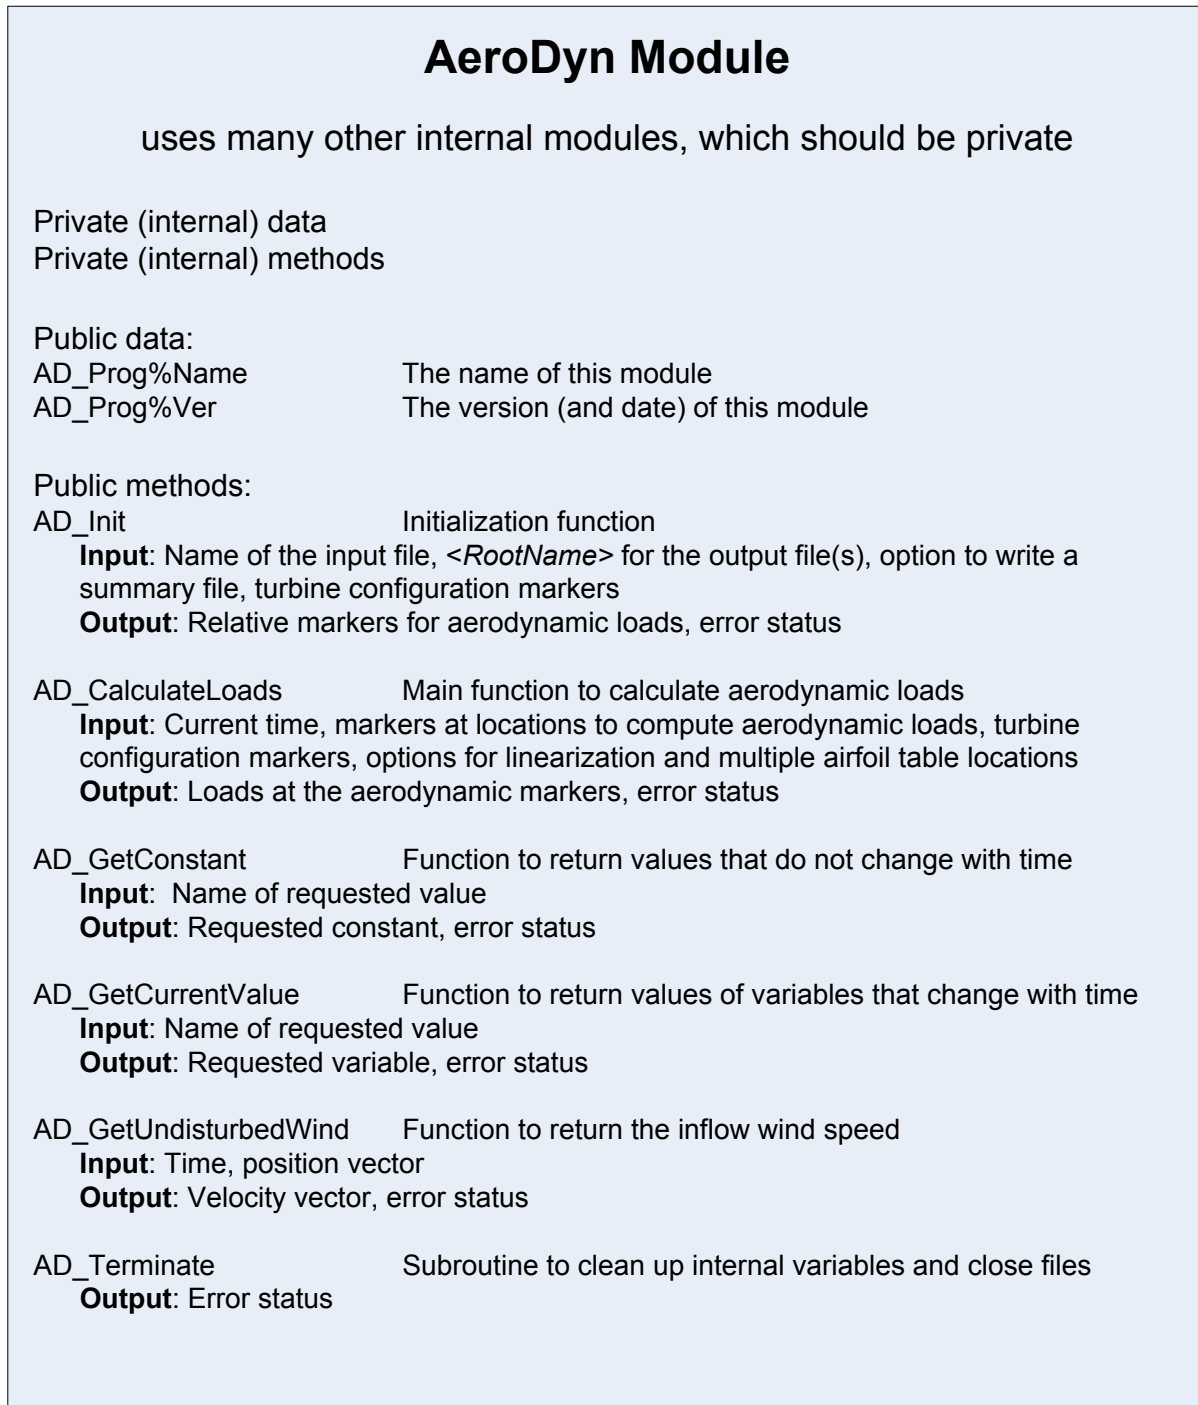 AeroDyn Module
uses many other internal modules, which should be private
Private (internal) data
Private (internal) methods
Public data:
AD_Prog%Name The name of this module
AD_Prog%Ver The version (and date) of this module
Public methods:
AD_Init Initialization function
Input: Name of the input file, <RootName> for the output file(s), option to write a
summary file, turbine configuration markers
Output: Relative markers for aerodynamic loads, error status
AD_CalculateLoads Main function to calculate aerodynamic loads
Input: Current time, markers at locations to compute aerodynamic loads, turbine
configuration markers, options for linearization and multiple airfoil table locations
Output: Loads at the aerodynamic markers, error status
AD_GetConstant Function to return values that do not change with time
Input: Name of requested value
Output: Requested constant, error status
AD_GetCurrentValue Function to return values of variables that change with time
Input: Name of requested value
Output: Requested variable, error status
AD_GetUndisturbedWind Function to return the inflow wind speed
Input: Time, position vector
Output: Velocity vector, error status
AD_Terminate Subroutine to clean up internal variables and close files
Output: Error status